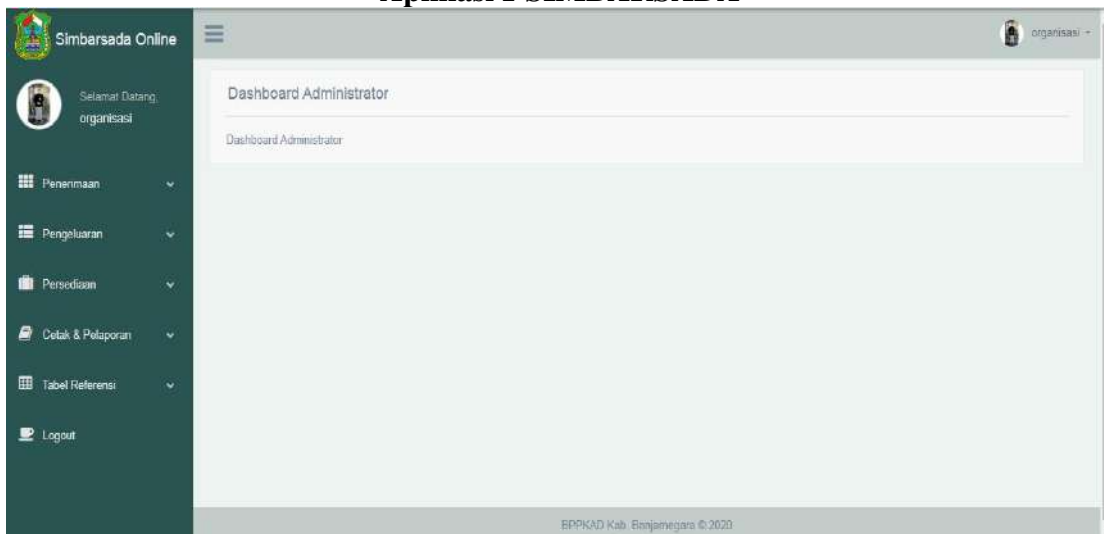 Simbarsada Online
organisasi
Selamat Datang,
organisasi
Dashboard Administrator
Dashboard Administrator
Penerimaan
Pengeluaran
Persediaan
Cetak & Pelaporan
Tabel Referensi
Logout
BPPKAD Kab. Banjarnegara © 2020